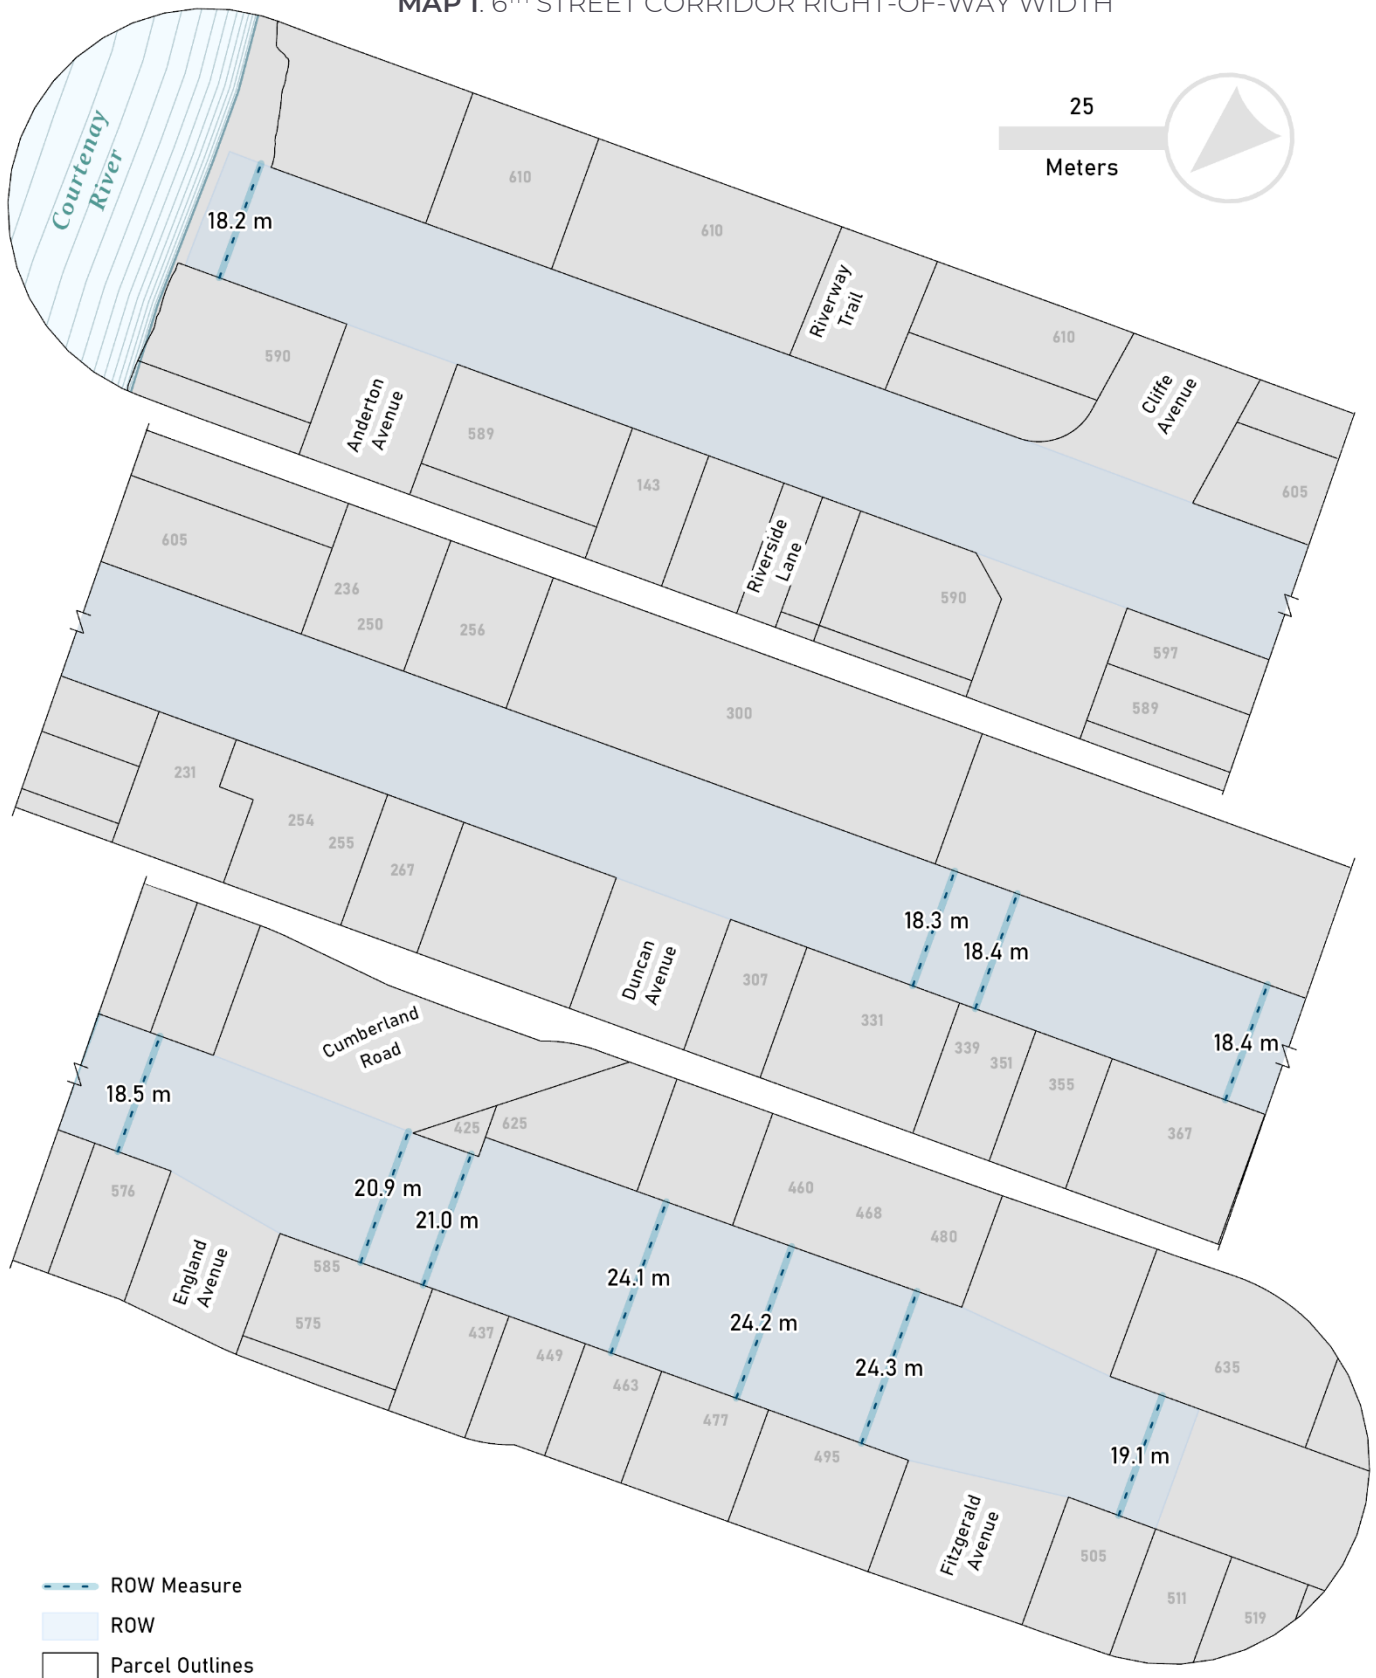 MAP 1. 6TH STREET CORRIDOR RIGHT-OF-WAY WIDTH
25
Meters
Courtenay
River
18.2 m
610
610
Riverway
Trail
610
Cliffe
Avenue
605
590
Anderton
Avenue
589
143
Riverside
Lane
590
597
589
605
236
250
256
300
231
254
255
267
Duncan
Avenue
307
18.3 m
18.4 m
18.4 m
331
339
351
355
367
Cumberland
Road
18.5 m
425
625
20.9 m
21.0 m
460
468
480
576
England
Avenue
585
575
24.1 m
24.2 m
24.3 m
437
449
463
477
495
635
19.1 m
Fitzgerald
Avenue
505
511
519
ROW Measure
ROW
Parcel Outlines